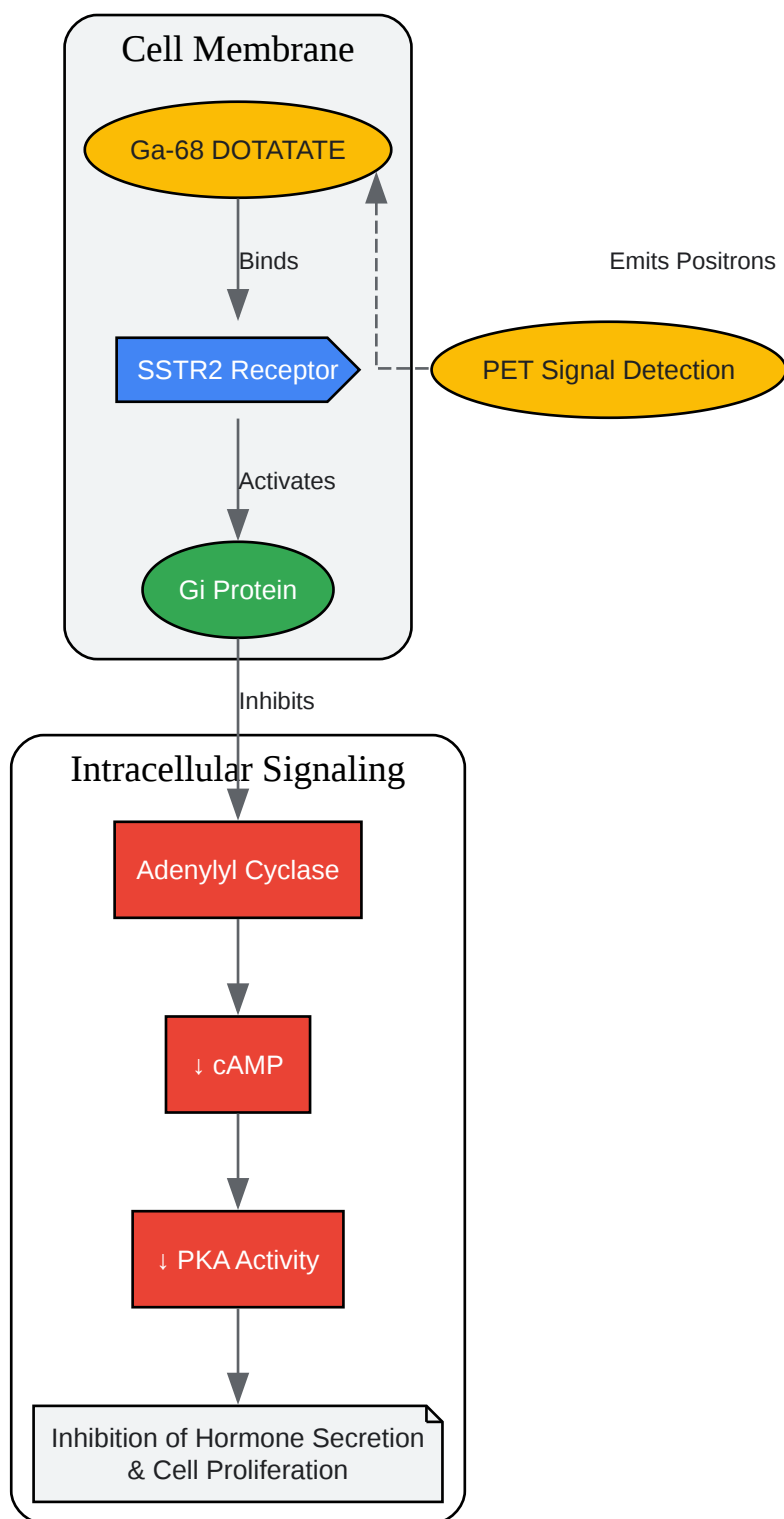 Cell Membrane
Ga-68 DOTATATE
Binds
Emits Positrons
SSTR2 Receptor
PET Signal Detection
Activates
Gi Protein
Inhibits
Intracellular Signaling
Adenylyl Cyclase
↓ cAMP
↓ PKA Activity
Inhibition of Hormone Secretion
& Cell Proliferation